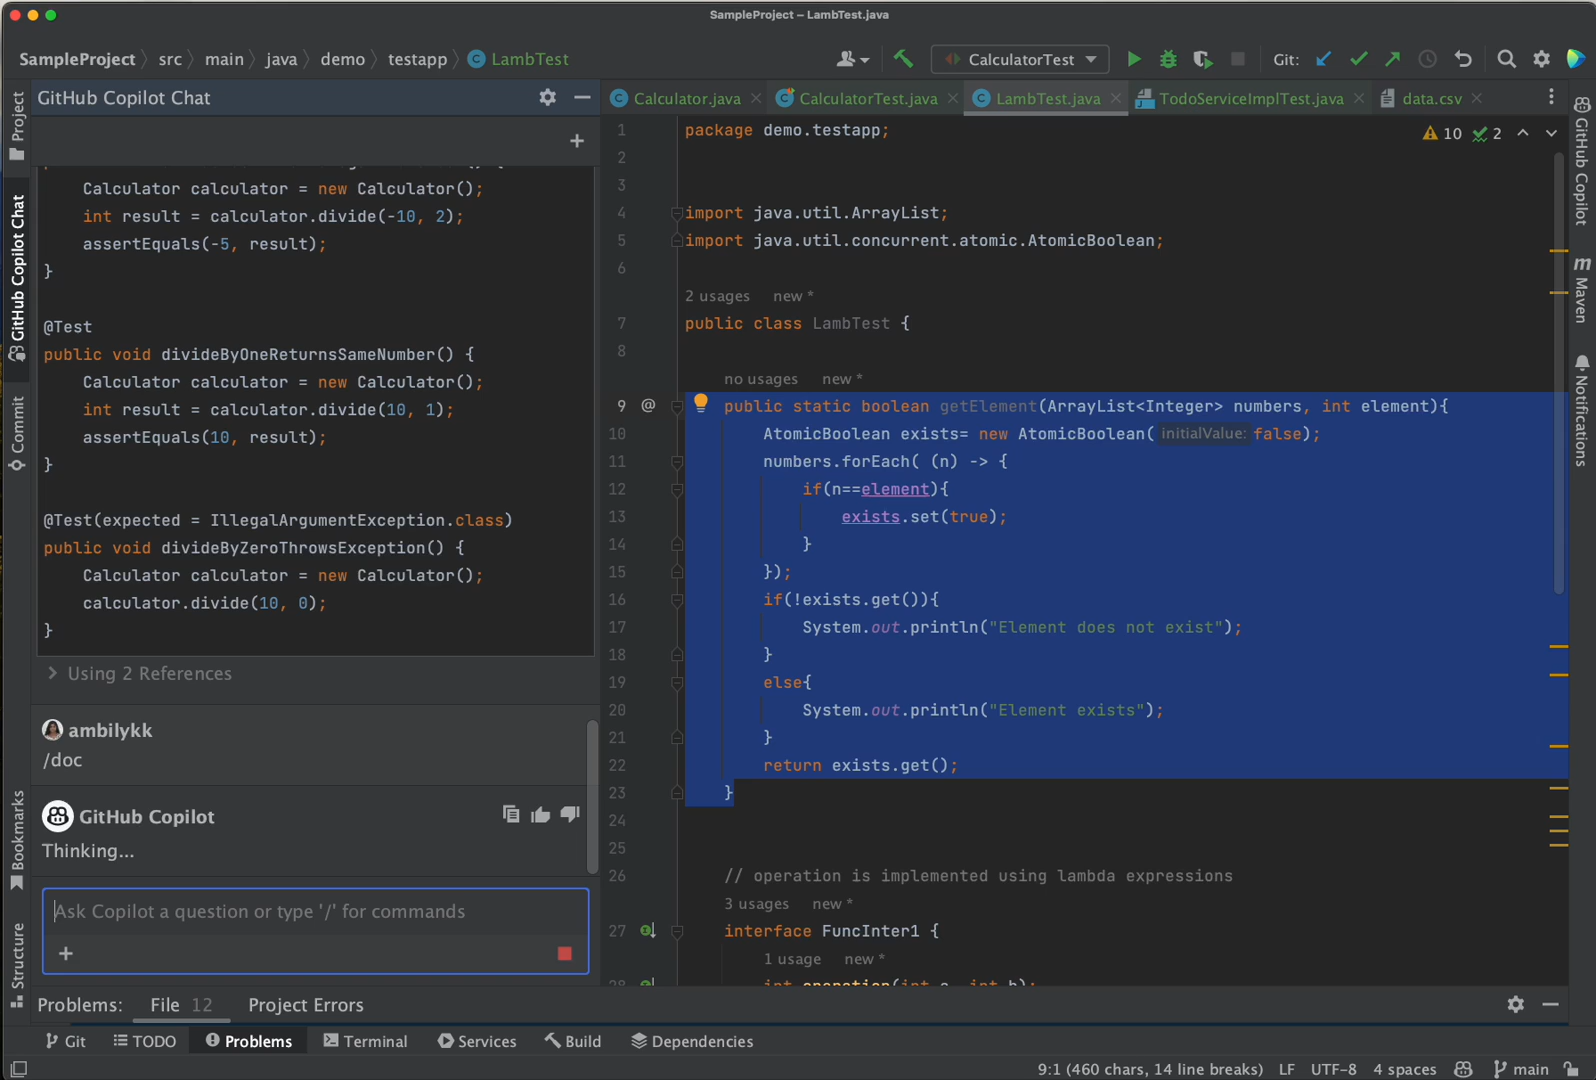 SampleProject – LambTest.java
SampleProject 〉 src 〉 main 〉 java 〉 demo 〉 testapp 〉 LambTest
CalculatorTest
Git:
Project
GitHub Copilot Chat
Commit
Bookmarks
Structure
GitHub Copilot Chat
Calculator calculator = new Calculator();
int result = calculator.divide(-10, 2);
assertEquals(-5, result);
}
@Test
public void divideByOneReturnsSameNumber() {
Calculator calculator = new Calculator();
int result = calculator.divide(10, 1);
assertEquals(10, result);
}
@Test(expected = IllegalArgumentException.class)
public void divideByZeroThrowsException() {
Calculator calculator = new Calculator();
calculator.divide(10, 0);
}
Using 2 References
ambilykk
/doc
GitHub Copilot
Thinking...
Ask Copilot a question or type '/' for commands
Calculator.java CalculatorTest.java LambTest.java TodoServiceImplTest.java data.csv
10 2
1 package demo.testapp;
2
3
4 import java.util.ArrayList;
5 import java.util.concurrent.atomic.AtomicBoolean;
6
2 usages new *
7 public class LambTest {
8
no usages new *
9 @ public static boolean getElement(ArrayList<Integer> numbers, int element){
10 AtomicBoolean exists= new AtomicBoolean( initialValue: false);
11 numbers.forEach( (n) -> {
12 if(n==element){
13 exists.set(true);
14 }
15 });
16 if(!exists.get()){
17 System.out.println("Element does not exist");
18 }
19 else{
20 System.out.println("Element exists");
21 }
22 return exists.get();
23 }
24
25
26 // operation is implemented using lambda expressions
3 usages new *
27 interface FuncInter1 {
1 usage new *
28 int operation(int a, int b);
GitHub Copilot
m Maven
Notifications
Problems: File 12 Project Errors
Git TODO Problems Terminal Services Build Dependencies
9:1 (460 chars, 14 line breaks) LF UTF-8 4 spaces main